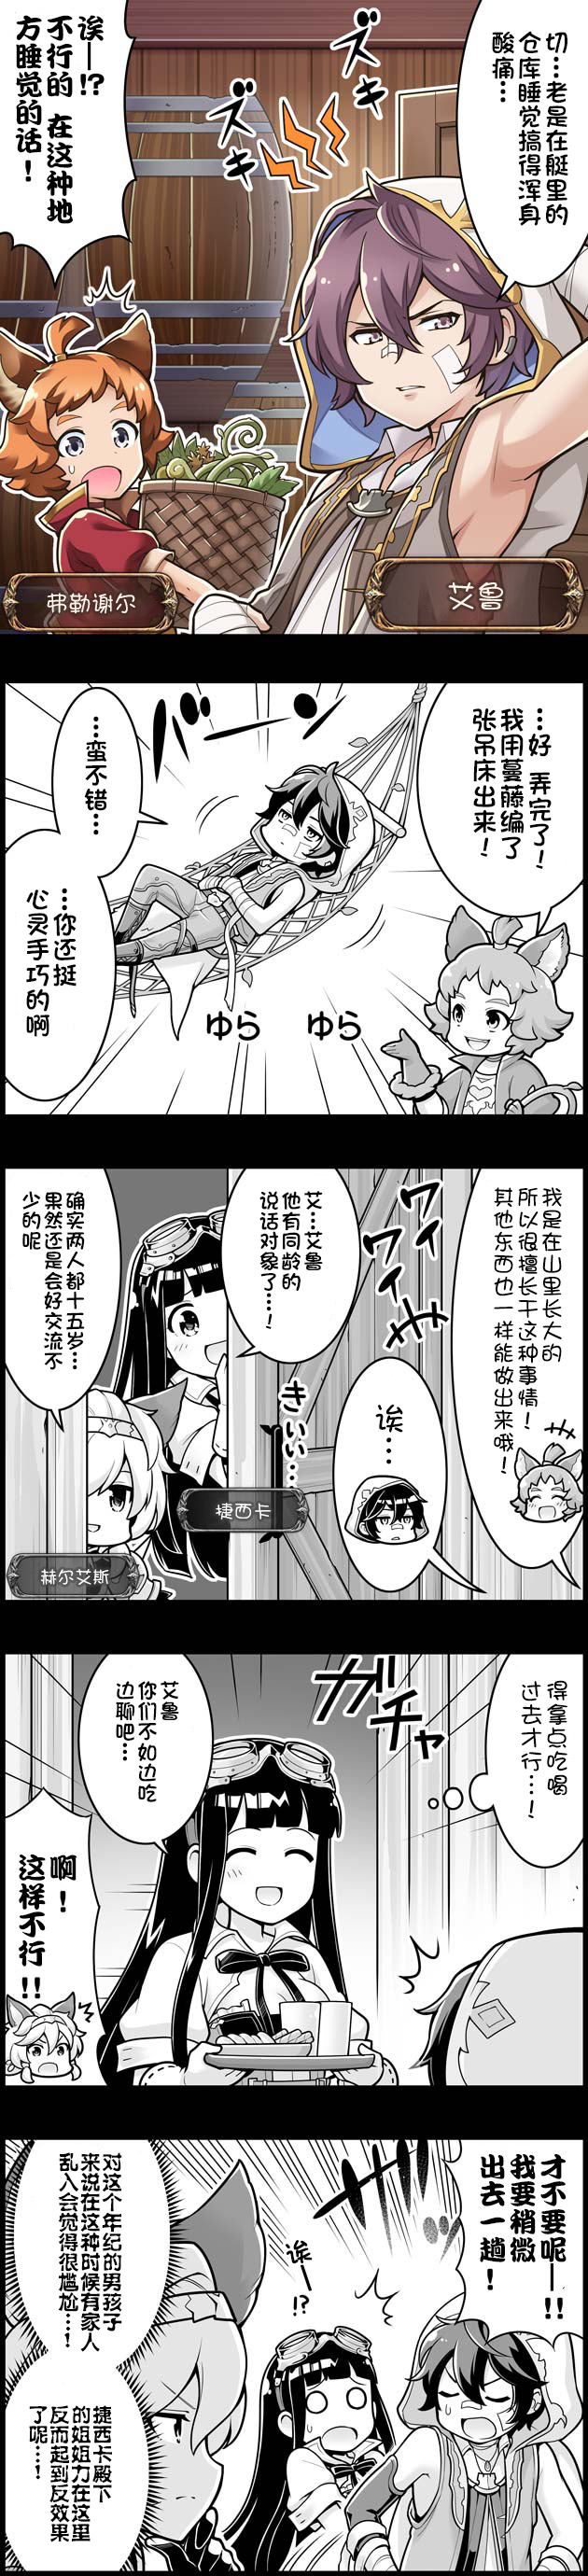 切…老是在艇里的
仓库睡觉搞得浑身
酸痛…
ズキ
ズキ
诶—!?
不行的 在这种地
方睡觉的话！
弗勒谢尔
艾鲁
…好 弄完了！
我用蔓藤编了
张吊床出来！
…蛮不错…
…你还挺
心灵手巧的啊
ゆら
ゆら
我是在山里长大的
所以很擅长干这种事情！
其他东西也一样能做出来哦！
ワイ
ワイ
诶…
艾…艾鲁
他有同龄的
说话对象了…！
きぃぃ…
确实两人都十五岁…
果然还是会好交流不
少的呢
捷西卡
赫尔艾斯
得拿点吃喝
过去才行…！
ガチャ
艾鲁
你们不如边吃
边聊吧…
啊！
这样不行!!
才不要呢—!!
我要稍微
出去一趟！
诶—!?
对这个年纪的男孩子
来说在这种时候有家人
乱入会觉得很尴尬…！
捷西卡殿下
的姐姐力在这里
反而起到反效果
了呢…！